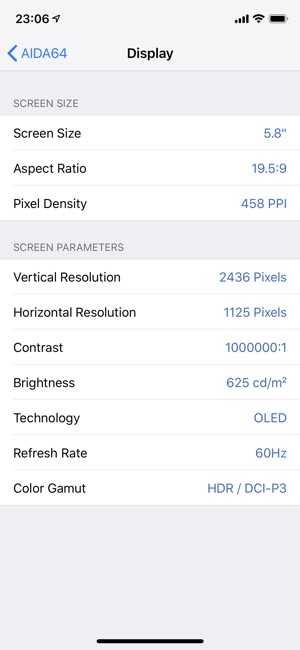 23:06
AIDA64
Display
SCREEN SIZE
Screen Size 5.8"
Aspect Ratio 19.5:9
Pixel Density 458 PPI
SCREEN PARAMETERS
Vertical Resolution 2436 Pixels
Horizontal Resolution 1125 Pixels
Contrast 1000000:1
Brightness 625 cd/m²
Technology OLED
Refresh Rate 60Hz
Color Gamut HDR / DCI-P3